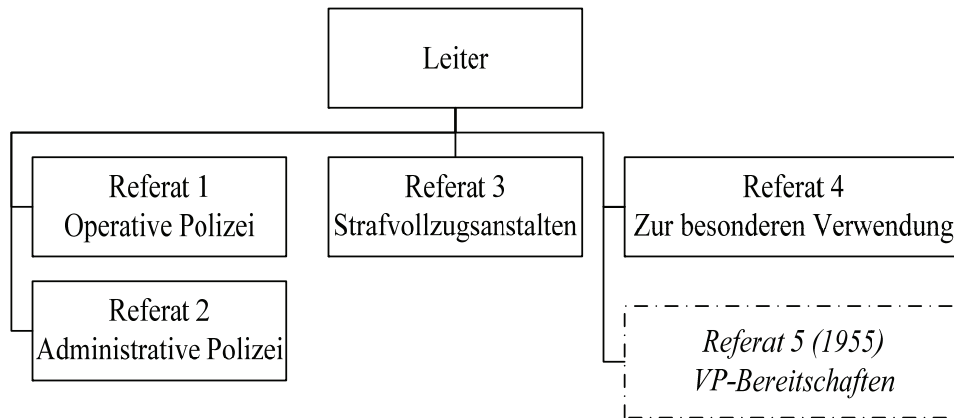 Leiter
Referat 1
Operative Polizei
Referat 2
Administrative Polizei
Referat 3
Strafvollzugsanstalten
Referat 4
Zur besonderen Verwendung
Referat 5 (1955)
VP-Bereitschaften